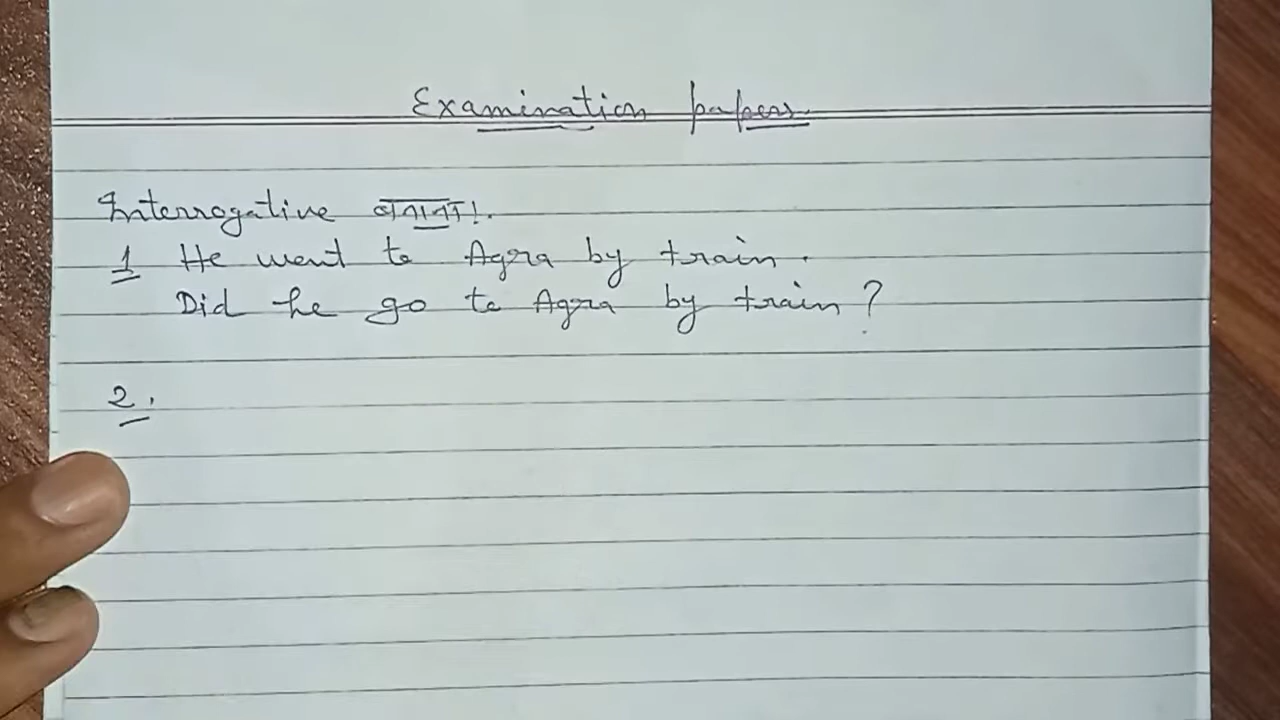 Examination papers.
Interrogative बनाना।.
1 He went to Agra by train.
Did he go to Agra by train?
2.